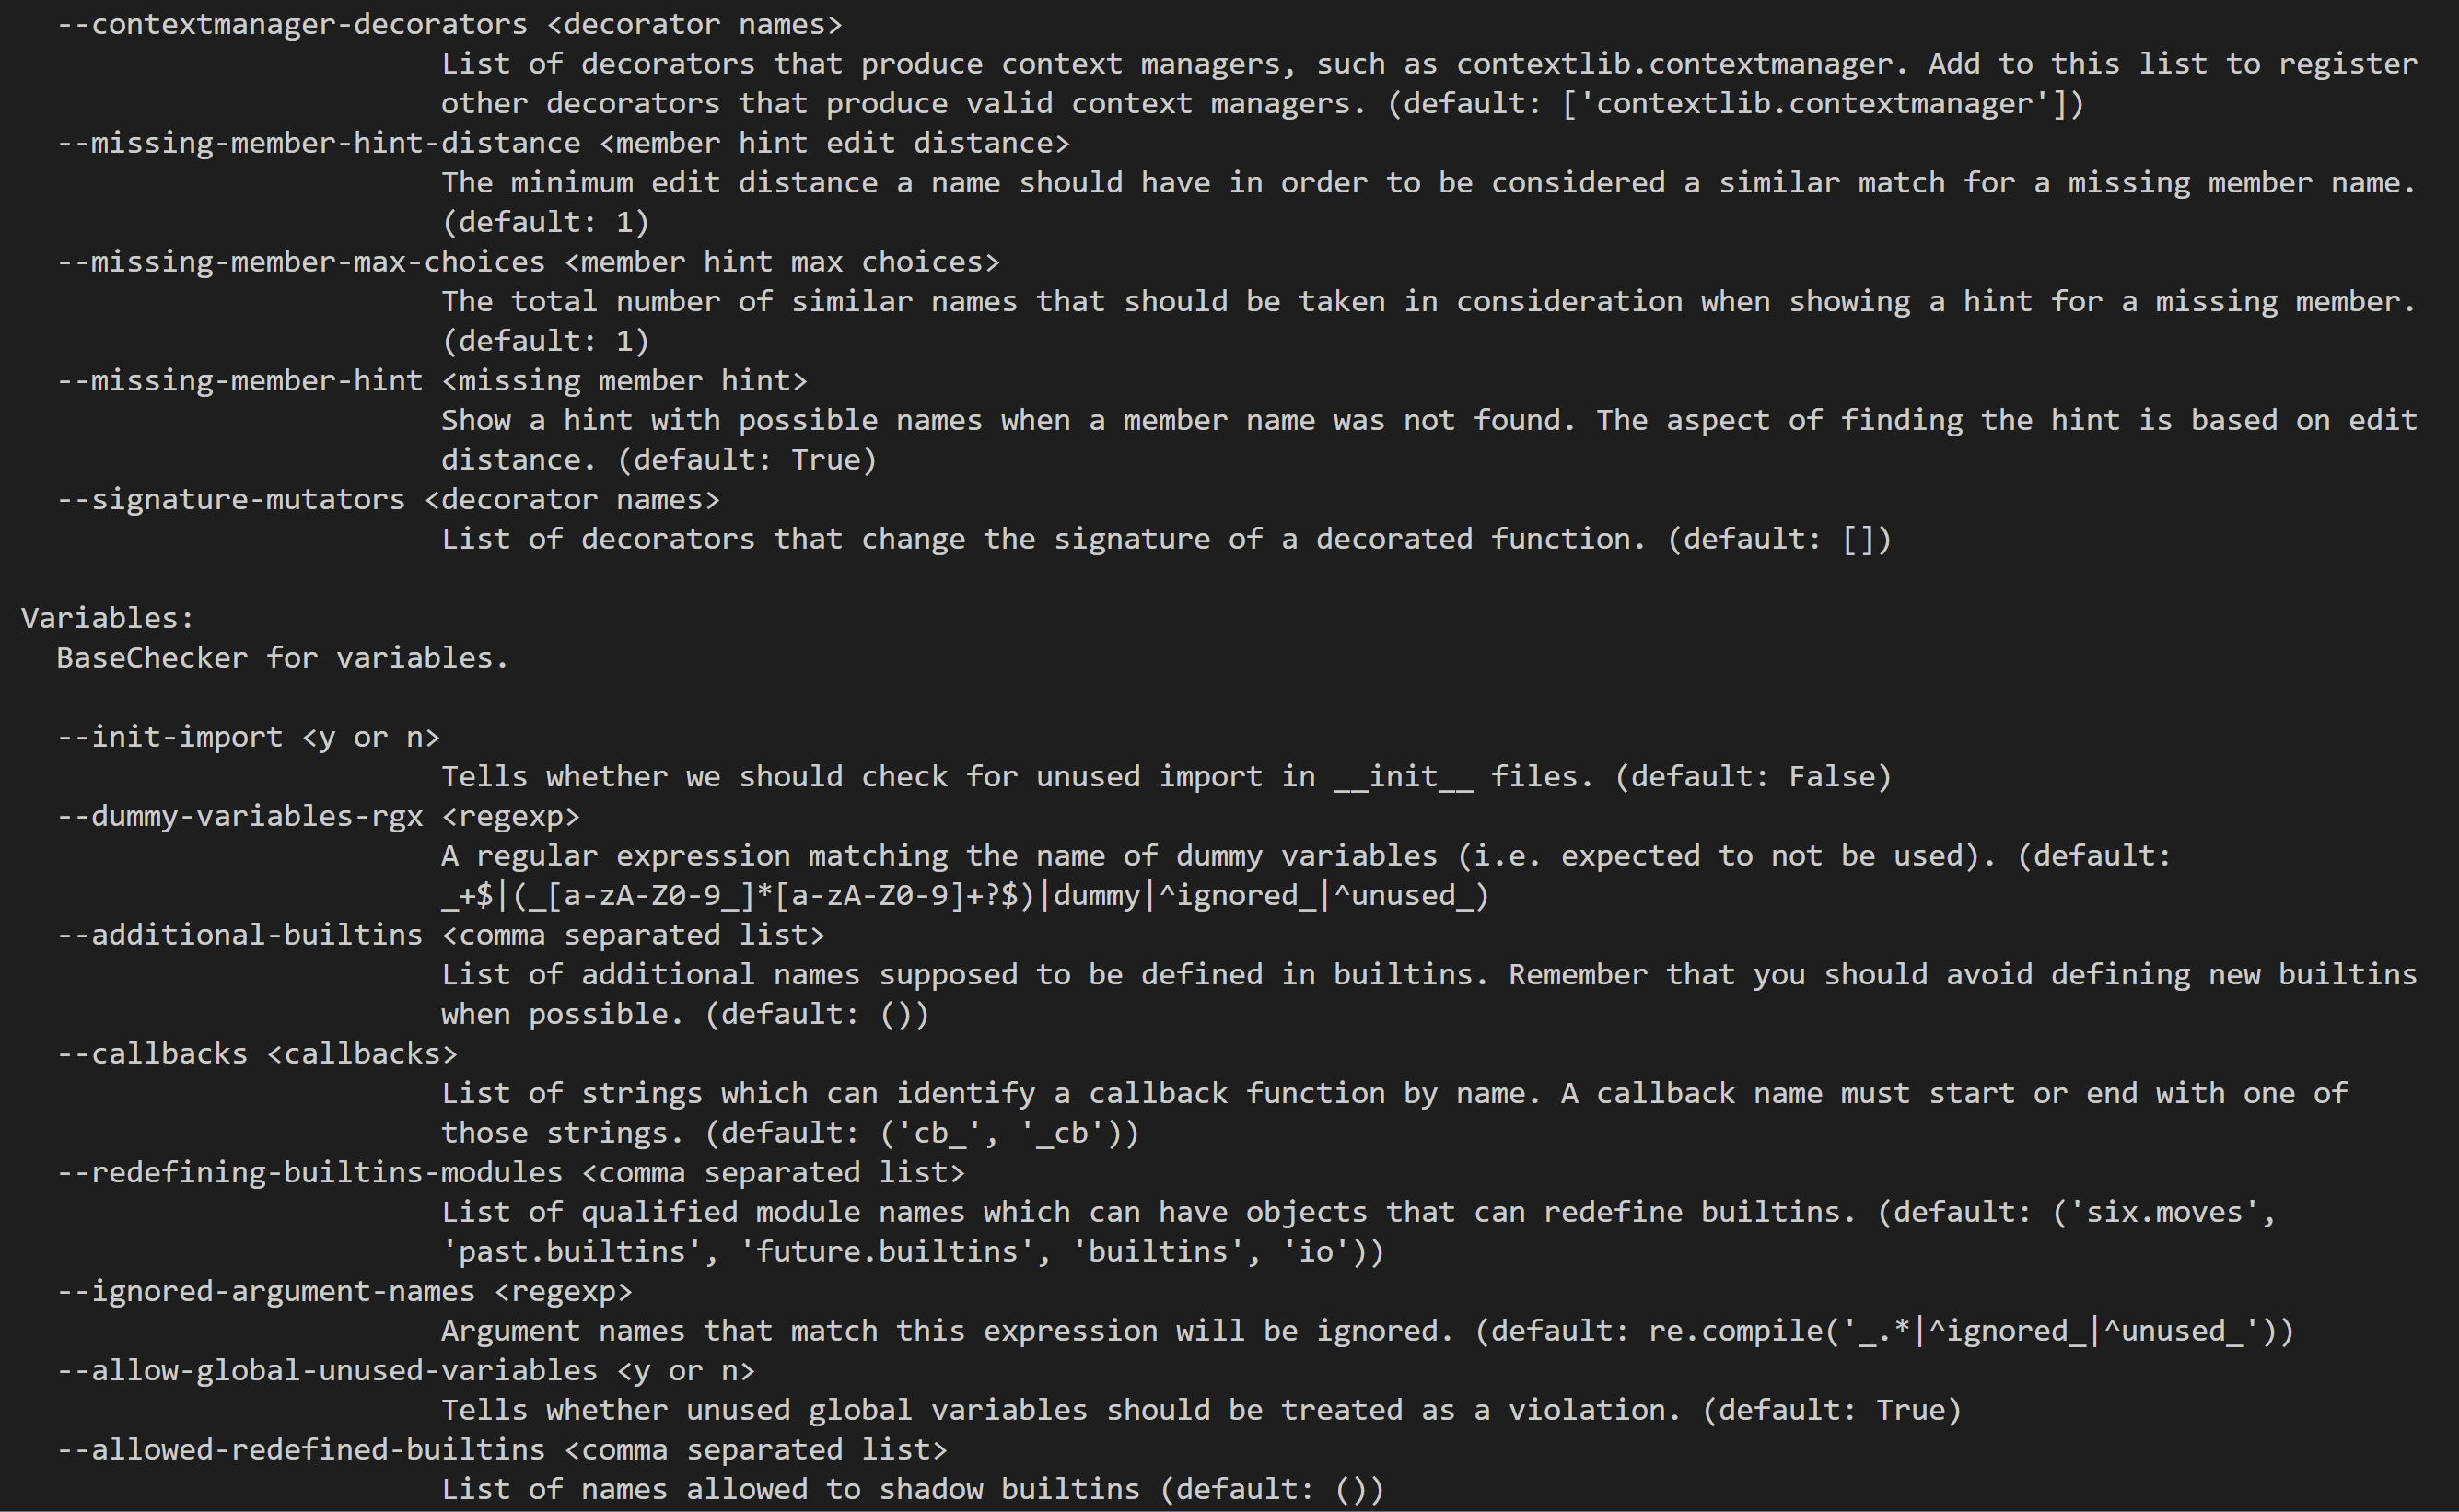 --contextmanager-decorators <decorator names>
List of decorators that produce context managers, such as contextlib.contextmanager. Add to this list to register
other decorators that produce valid context managers. (default: ['contextlib.contextmanager'])
--missing-member-hint-distance <member hint edit distance>
The minimum edit distance a name should have in order to be considered a similar match for a missing member name.
(default: 1)
--missing-member-max-choices <member hint max choices>
The total number of similar names that should be taken in consideration when showing a hint for a missing member.
(default: 1)
--missing-member-hint <missing member hint>
Show a hint with possible names when a member name was not found. The aspect of finding the hint is based on edit
distance. (default: True)
--signature-mutators <decorator names>
List of decorators that change the signature of a decorated function. (default: [])
Variables:
BaseChecker for variables.
--init-import <y or n>
Tells whether we should check for unused import in __init__ files. (default: False)
--dummy-variables-rgx <regexp>
A regular expression matching the name of dummy variables (i.e. expected to not be used). (default:
_+$|(_[a-zA-Z0-9_]*[a-zA-Z0-9]+?$)|dummy|^ignored_|^unused_)
--additional-builtins <comma separated list>
List of additional names supposed to be defined in builtins. Remember that you should avoid defining new builtins
when possible. (default: ())
--callbacks <callbacks>
List of strings which can identify a callback function by name. A callback name must start or end with one of
those strings. (default: ('cb_', '_cb'))
--redefining-builtins-modules <comma separated list>
List of qualified module names which can have objects that can redefine builtins. (default: ('six.moves',
'past.builtins', 'future.builtins', 'builtins', 'io'))
--ignored-argument-names <regexp>
Argument names that match this expression will be ignored. (default: re.compile('_.*|^ignored_|^unused_'))
--allow-global-unused-variables <y or n>
Tells whether unused global variables should be treated as a violation. (default: True)
--allowed-redefined-builtins <comma separated list>
List of names allowed to shadow builtins (default: ())